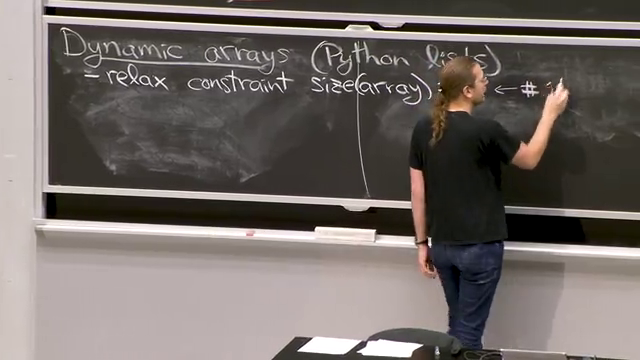 Dynamic arrays (Python lists)
- relax constraint size(array) ← #